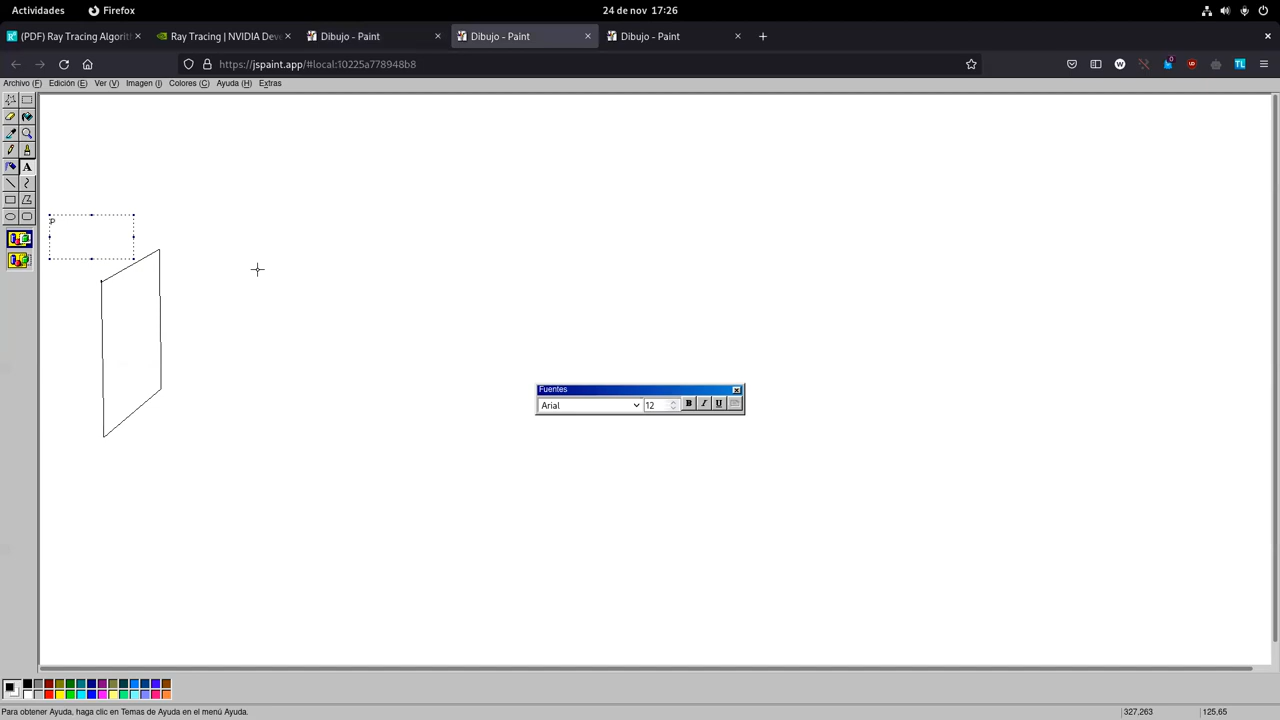 Actividades Firefox 24 de nov 17:26
(PDF) Ray Tracing Algorit Ray Tracing | NVIDIA Deve Dibujo - Paint Dibujo - Paint Dibujo - Paint
https://jspaint.app/#local:10225a778948b8
Archivo (F) Edición (E) Ver (V) Imagen (I) Colores (C) Ayuda (H) Extras
A
P
Fuentes
Arial 12 B I U
Para obtener Ayuda, haga clic en Temas de Ayuda en el menú Ayuda. 327,263 125,65